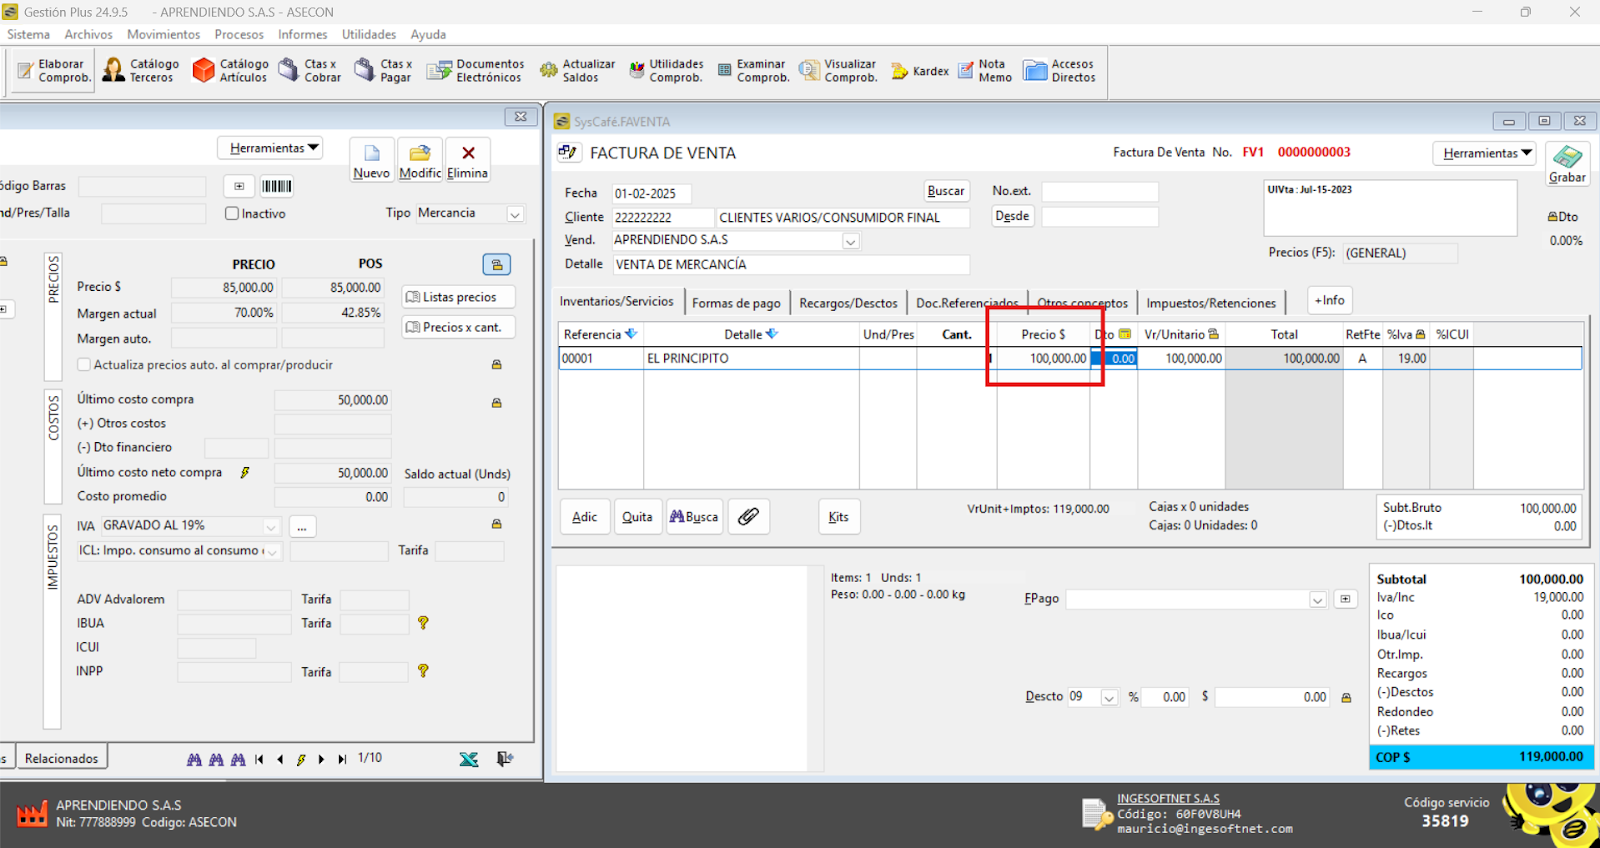 Gestión Plus 24.9.5 - APRENDIENDO S.A.S - ASECON
Sistema Archivos Movimientos Procesos Informes Utilidades Ayuda
Elaborar Comprob.
Catálogo Terceros
Catálogo Artículos
Ctas x Cobrar
Ctas x Pagar
Documentos Electrónicos
Actualizar Saldos
Utilidades Comprob.
Examinar Comprob.
Visualizar Comprob.
Kardex
Nota Memo
Accesos Directos
Herramientas
Nuevo
Modific
Elimina
ódigo Barras
nd/Pres/Talla
Inactivo
Tipo Mercancia
PRECIOS
PRECIO POS
Precio $ 85,000.00 85,000.00
Listas precios
Margen actual 70.00% 42.85%
Precios x cant.
Margen auto.
Actualiza precios auto. al comprar/producir
COSTOS
Último costo compra 50,000.00
(+) Otros costos
(-) Dto financiero
Último costo neto compra 50,000.00
Saldo actual (Unds)
Costo promedio 0.00 0
IMPUESTOS
IVA GRAVADO AL 19% ...
ICL: Impo. consumo al consumo Tarifa
ADV Advalorem Tarifa
IBUA Tarifa ?
ICUI
INPP Tarifa ?
s Relacionados 1/10
SysCafé.FAVENTA
FACTURA DE VENTA
Factura De Venta No. FV1 0000000003
Herramientas
Grabar
Fecha 01-02-2025 Buscar
No.ext.
Cliente 222222222 CLIENTES VARIOS/CONSUMIDOR FINAL
Desde
Vend. APRENDIENDO S.A.S
Detalle VENTA DE MERCANCÍA
UlVta : Jul-15-2023
Dto
0.00%
Precios (F5): (GENERAL)
Inventarios/Servicios Formas de pago Recargos/Desctos Doc.Referenciados Otros conceptos Impuestos/Retenciones +Info
Referencia Detalle Und/Pres Cant. Precio $ Dto Vr/Unitario Total RetFte %Iva %ICUI
00001 EL PRINCIPITO 1 100,000.00 0.00 100,000.00 100,000.00 A 19.00
Adic Quita Busca Kits
VrUnit+Imptos: 119,000.00
Cajas x 0 unidades
Cajas: 0 Unidades: 0
Subt.Bruto 100,000.00
(-)Dtos.It 0.00
Items: 1 Unds: 1
Peso: 0.00 - 0.00 - 0.00 kg
FPago
Descto 09 % 0.00 $ 0.00
Subtotal 100,000.00
Iva/Inc 19,000.00
Ico 0.00
Ibua/Icui 0.00
Otr.Imp. 0.00
Recargos 0.00
(-)Desctos 0.00
Redondeo 0.00
(-)Retes 0.00
COP $ 119,000.00
APRENDIENDO S.A.S
Nit: 777888999 Codigo: ASECON
INGESOFTNET S.A.S
Código: 60F0V8UH4
mauricio@ingesoftnet.com
Código servicio
35819